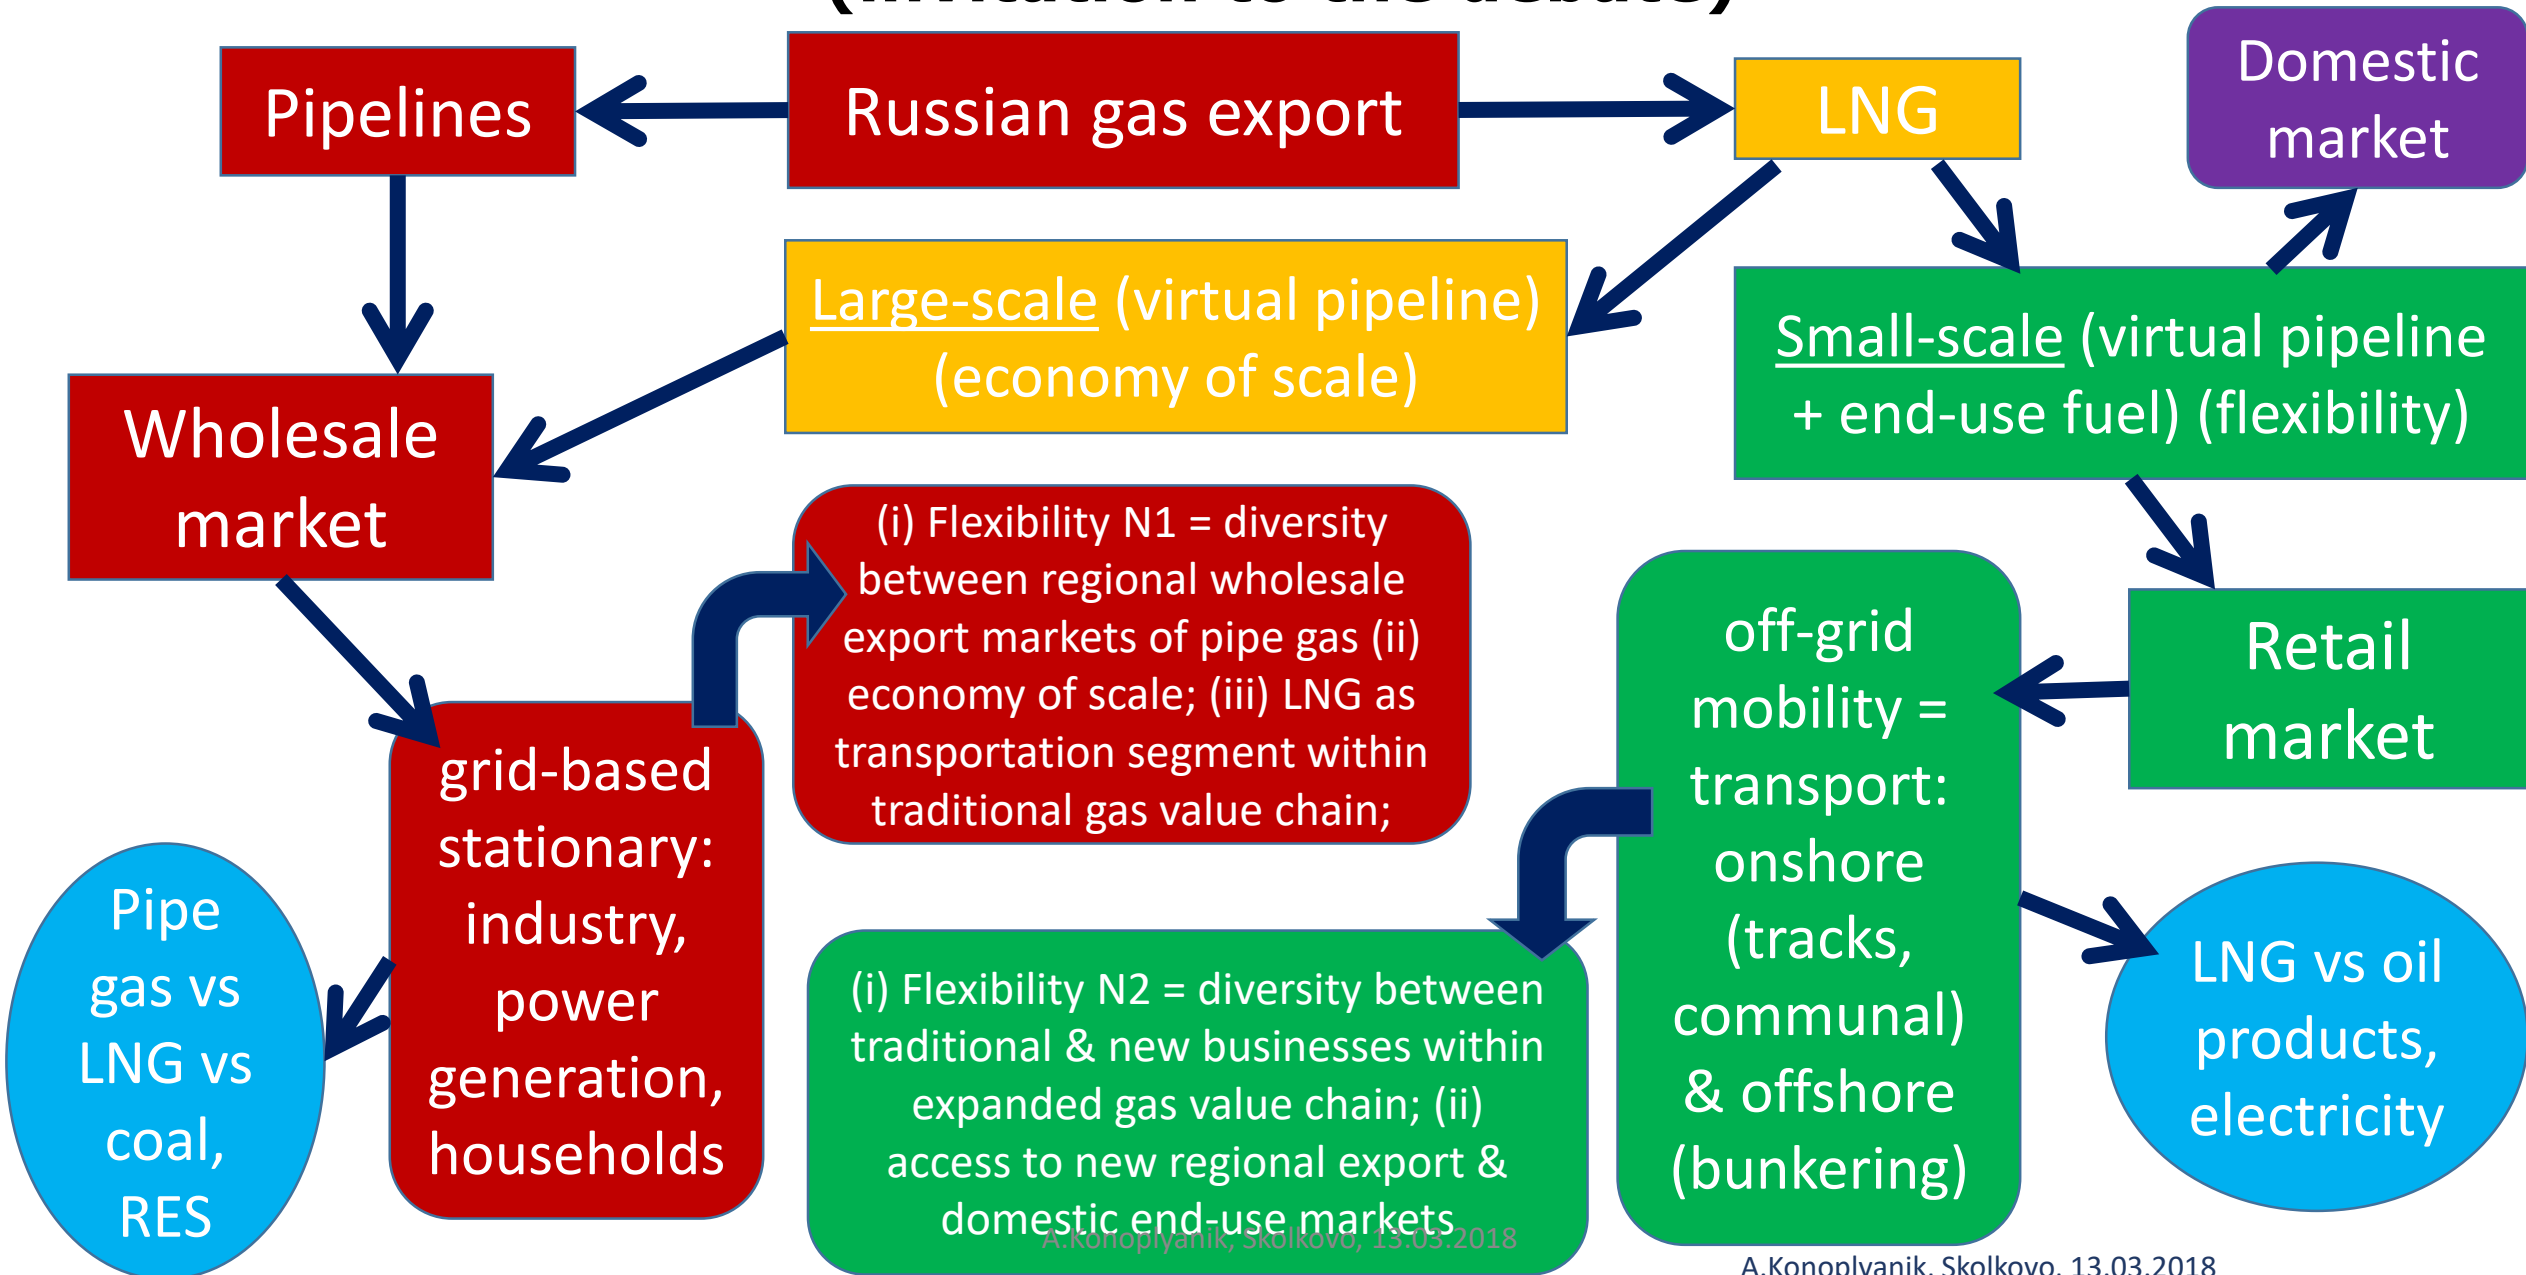 (invitation to the debate)
Pipelines
Russian gas export
LNG
Domestic
market
Large-scale (virtual pipeline)
(economy of scale)
Small-scale (virtual pipeline
+ end-use fuel) (flexibility)
Wholesale
market
(i) Flexibility N1 = diversity
between regional wholesale
export markets of pipe gas (ii)
economy of scale; (iii) LNG as
transportation segment within
traditional gas value chain;
off-grid
mobility =
transport:
onshore
(tracks,
communal)
& offshore
(bunkering)
Retail
market
grid-based
stationary:
industry,
power
generation,
households
Pipe
gas vs
LNG vs
coal,
RES
(i) Flexibility N2 = diversity between
traditional & new businesses within
expanded gas value chain; (ii)
access to new regional export &
domestic end-use markets
LNG vs oil
products,
electricity
A.Konoplyanik, Skolkovo, 13.03.2018
A.Konoplyanik, Skolkovo, 13.03.2018